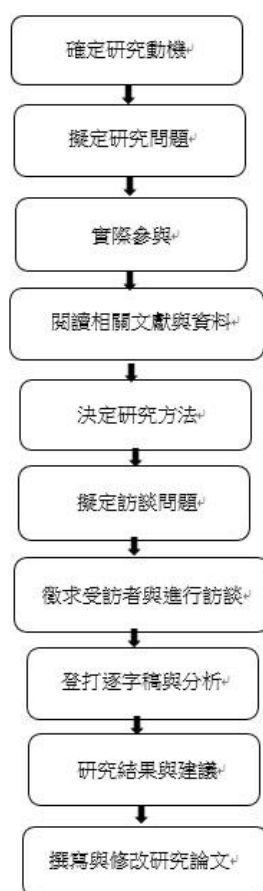 確定研究動機
擬定研究問題
實際參與
閱讀相關文獻與資料
決定研究方法
擬定訪談問題
徵求受訪者與進行訪談
登打逐字稿與分析
研究結果與建議
撰寫與修改研究論文